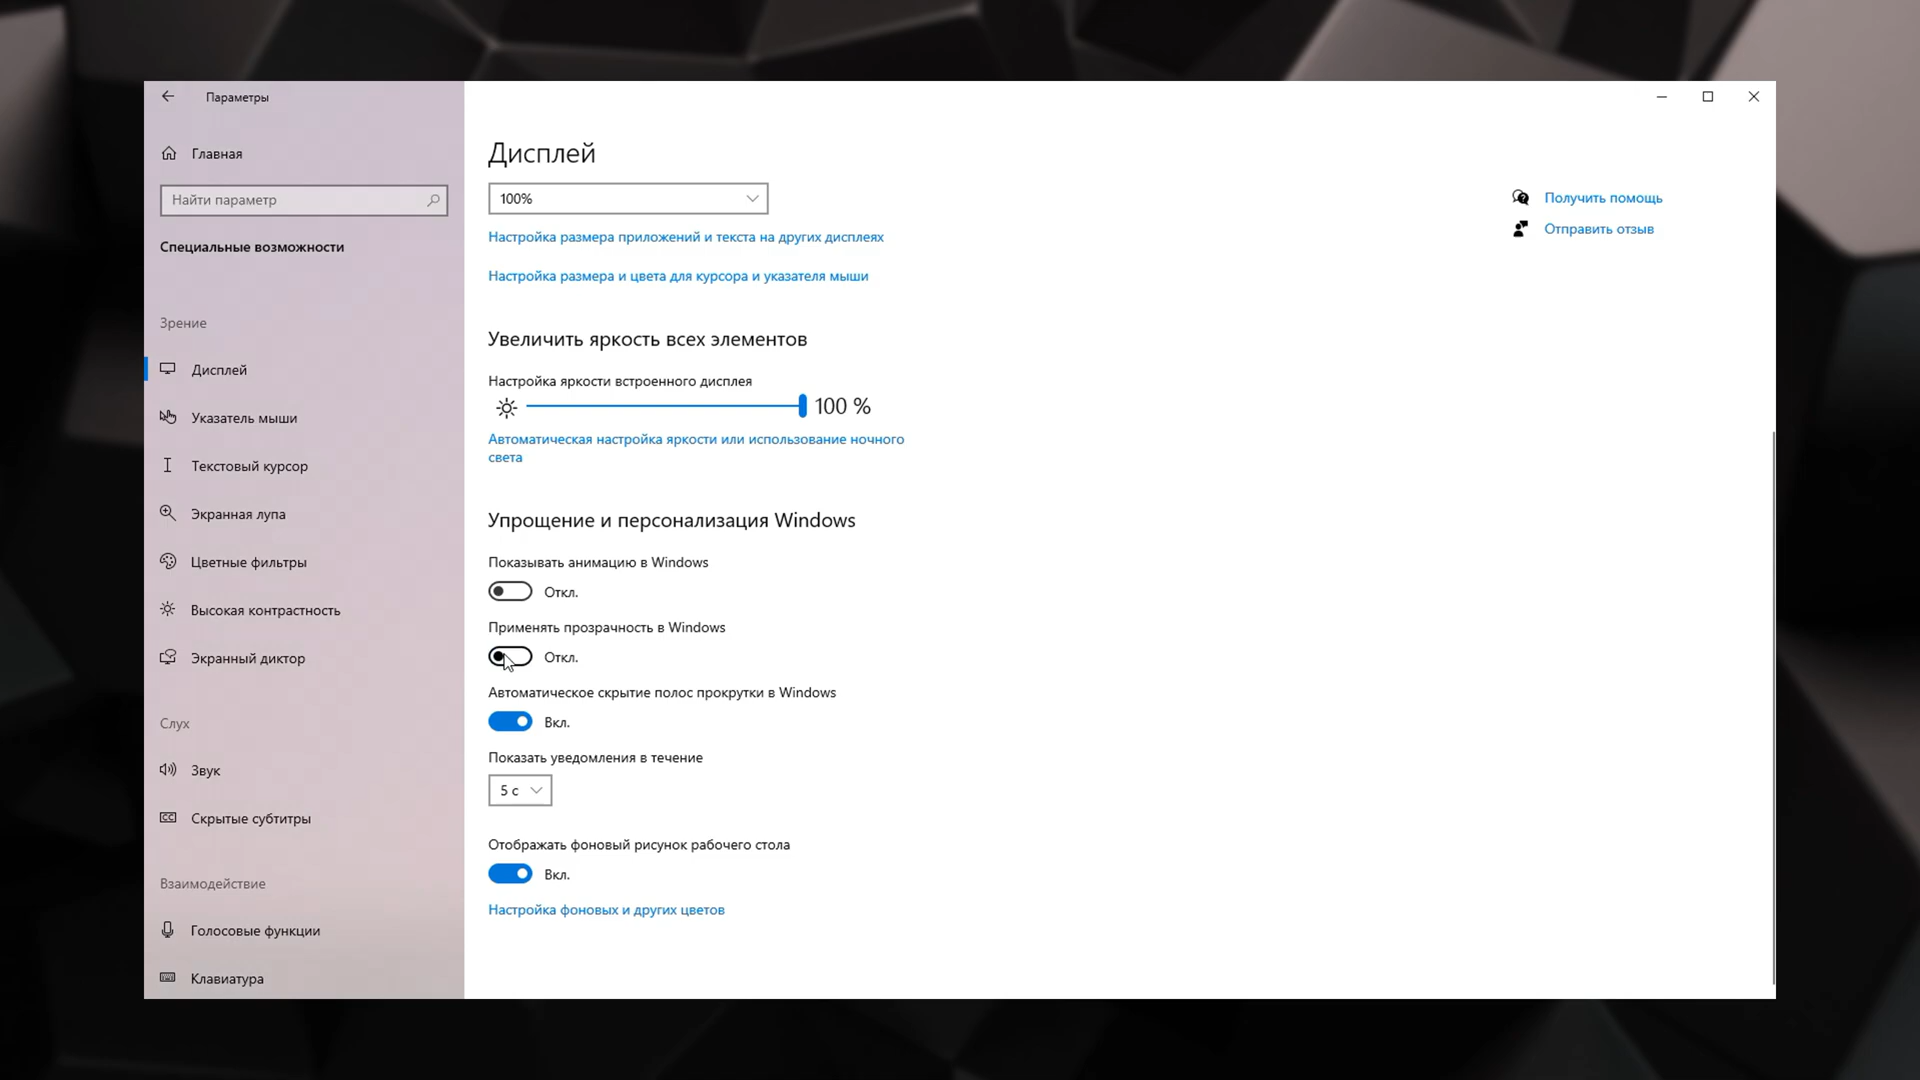 Параметры
Главная
Найти параметр
Специальные возможности
Зрение
Дисплей
Указатель мыши
Текстовый курсор
Экранная лупа
Цветные фильтры
Высокая контрастность
Экранный диктор
Слух
Звук
Скрытые субтитры
Взаимодействие
Голосовые функции
Клавиатура
Дисплей
100%
Настройка размера приложений и текста на других дисплеях
Настройка размера и цвета для курсора и указателя мыши
Увеличить яркость всех элементов
Настройка яркости встроенного дисплея
100 %
Автоматическая настройка яркости или использование ночного
света
Упрощение и персонализация Windows
Показывать анимацию в Windows
Откл.
Применять прозрачность в Windows
Откл.
Автоматическое скрытие полос прокрутки в Windows
Вкл.
Показать уведомления в течение
5 с
Отображать фоновый рисунок рабочего стола
Вкл.
Настройка фоновых и других цветов
Получить помощь
Отправить отзыв